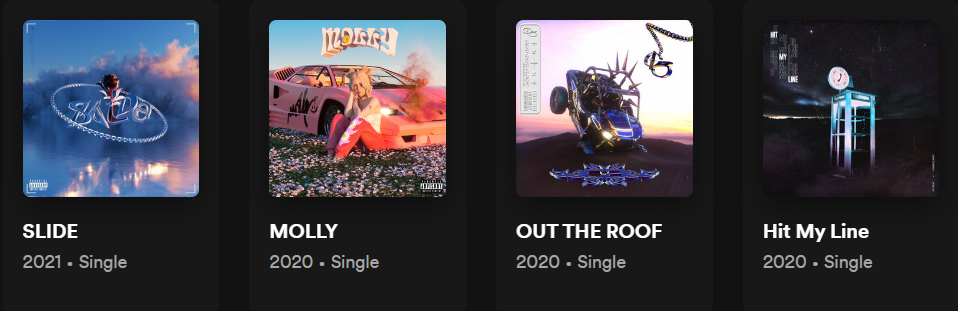 SLIDE
MOLLY
HIT
MY
LINE
SLIDE
2021 • Single
MOLLY
2020 • Single
OUT THE ROOF
2020 • Single
Hit My Line
2020 • Single